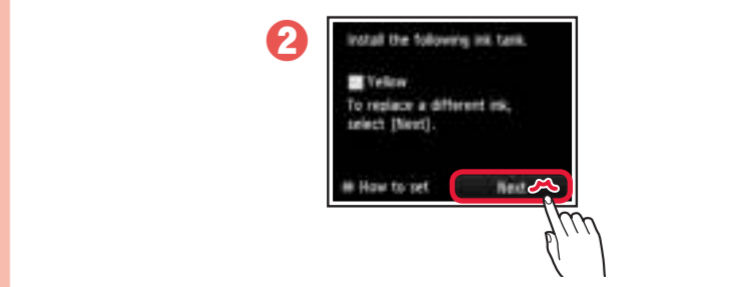 2
Install the following ink tank.
Yellow
To replace a different ink,
select [Next].
# How to set
Next